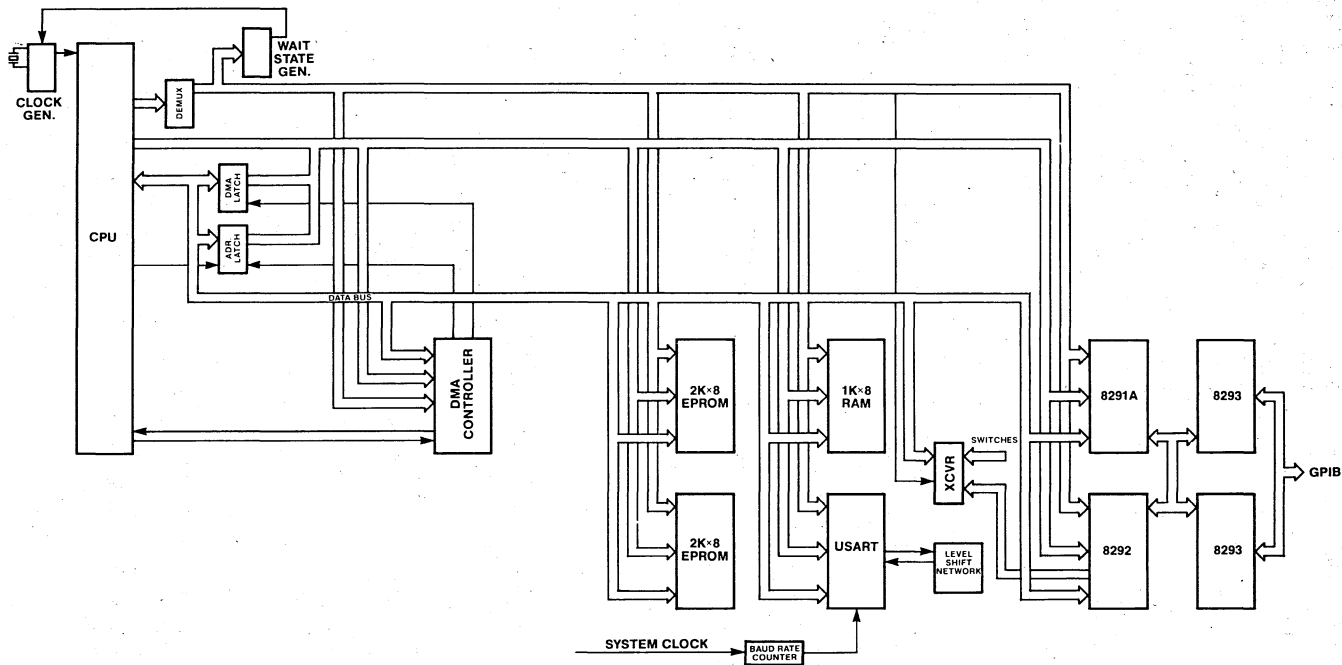 WAIT
STATE
GEN.
CLOCK
GEN.
DEMUX
DMA
LATCH
CPU
ADR.
LATCH
DATA BUS
DMA
CONTROLLER
2K×8
EPROM
1K×8
RAM
8291A
8293
SWITCHES
XCVR
GPIB
2K×8
EPROM
USART
LEVEL
SHIFT
NETWORK
8292
8293
SYSTEM CLOCK
BAUD RATE
COUNTER